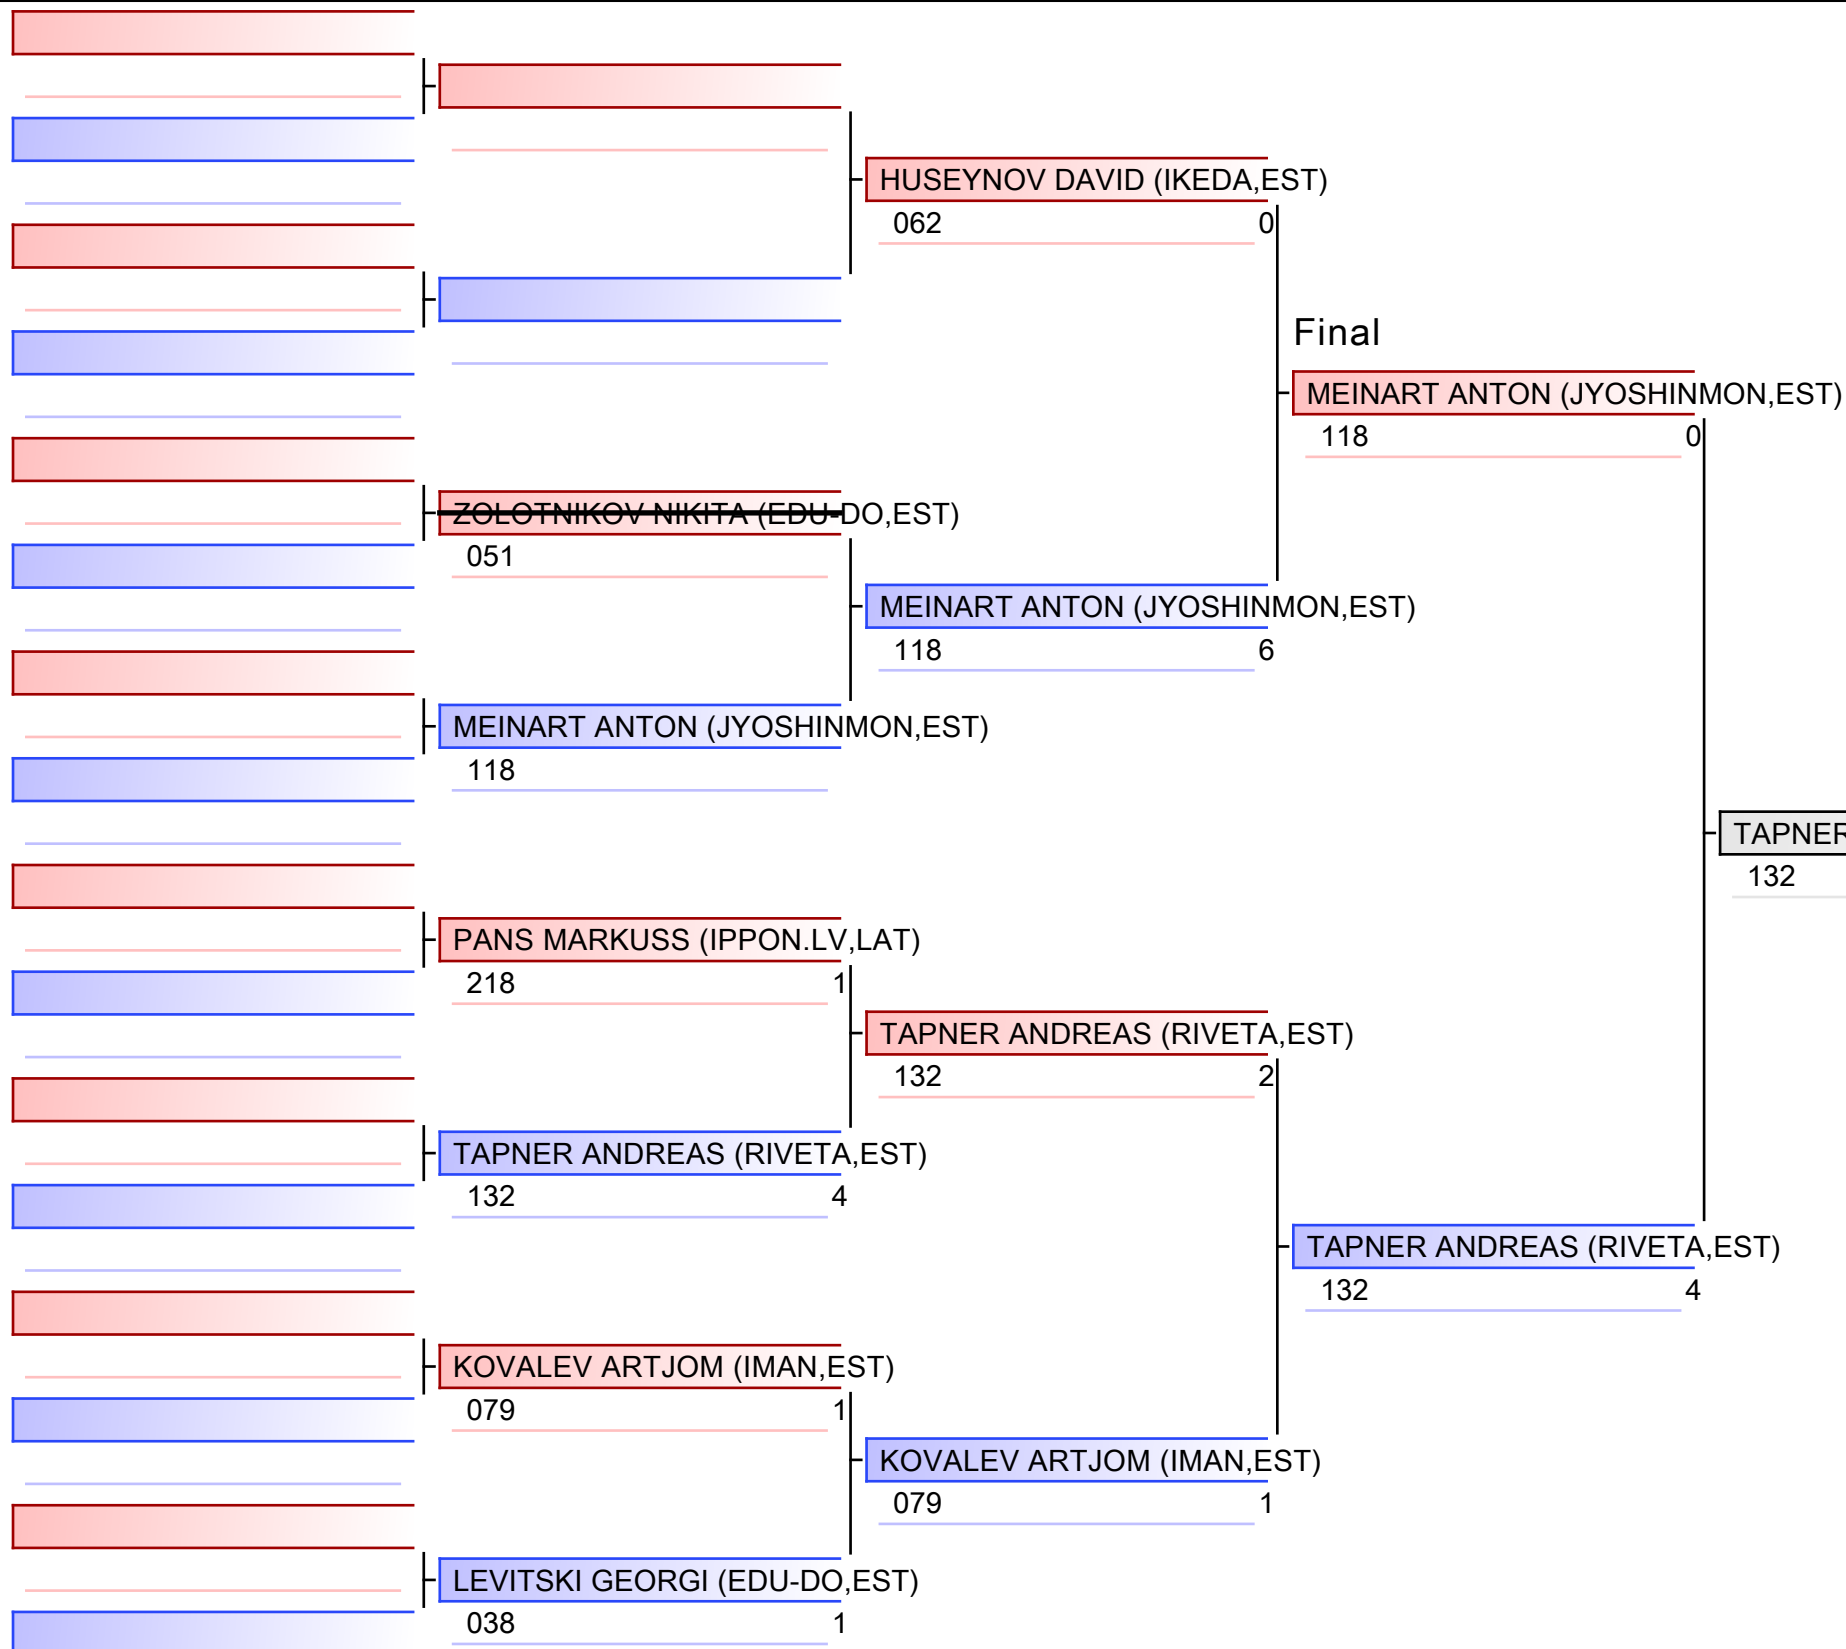 HUSEYNOV DAVID (IKEDA,EST)
062 0
Final
MEINART ANTON (JYOSHINMON,EST)
118 0
ZOLOTNIKOV NIKITA (EDU-DO,EST)
051
MEINART ANTON (JYOSHINMON,EST)
118 6
MEINART ANTON (JYOSHINMON,EST)
118
TAPNER
132
PANS MARKUSS (IPPON.LV,LAT)
218 1
TAPNER ANDREAS (RIVETA,EST)
132 2
TAPNER ANDREAS (RIVETA,EST)
132 4
TAPNER ANDREAS (RIVETA,EST)
132 4
KOVALEV ARTJOM (IMAN,EST)
079 1
KOVALEV ARTJOM (IMAN,EST)
079 1
LEVITSKI GEORGI (EDU-DO,EST)
038 1